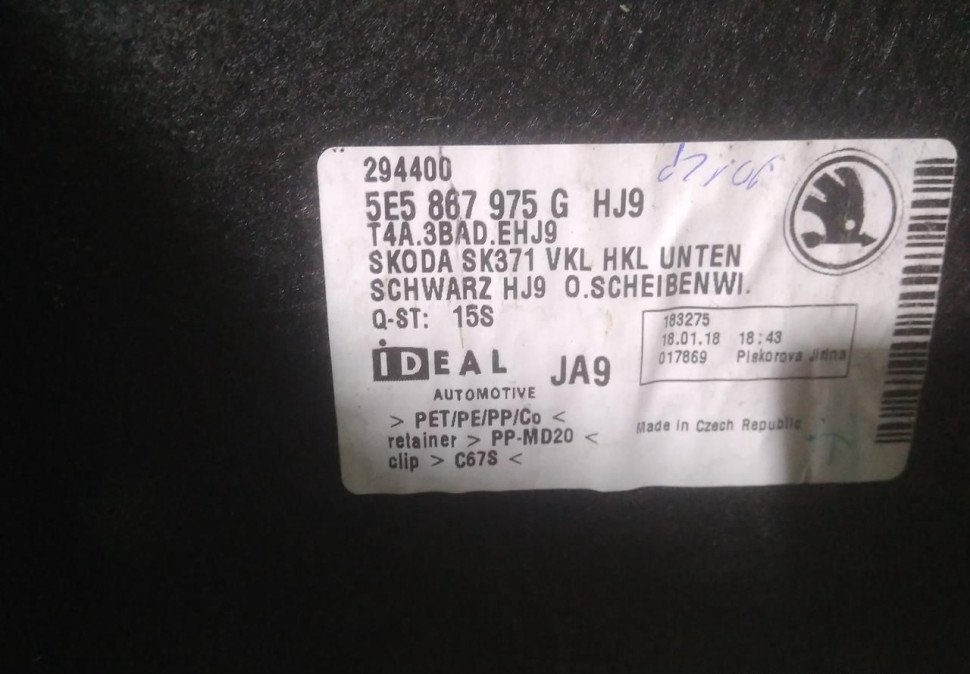 294400
5E5 867 975 G HJ9
T4A.3BAD.EHJ9
SKODA SK371 VKL HKL UNTEN
SCHWARZ HJ9 O.SCHEIBENWI.
Q-ST: 15S
183275
18.01.18 18:43
017869 Piskorova Jirina
iDEAL
AUTOMOTIVE
JA9
> PET/PE/PP/Co <
retainer > PP-MD20 <
clip > C67S <
Made in Czech Republic